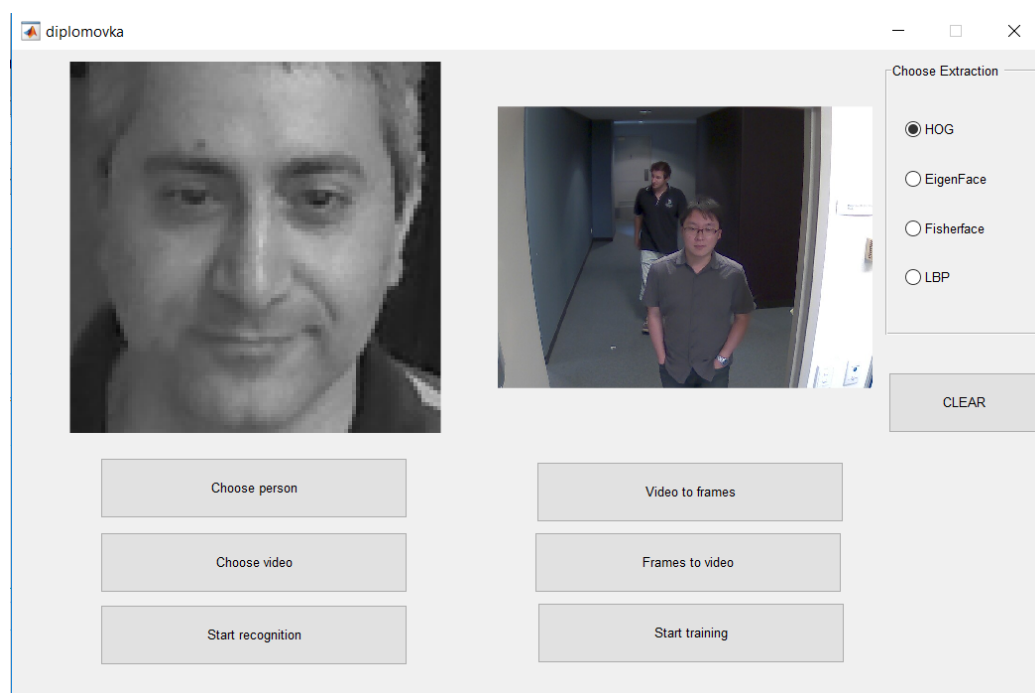 diplomovka
Choose Extraction
HOG
EigenFace
Fisherface
LBP
CLEAR
Choose person
Video to frames
Choose video
Frames to video
Start recognition
Start training